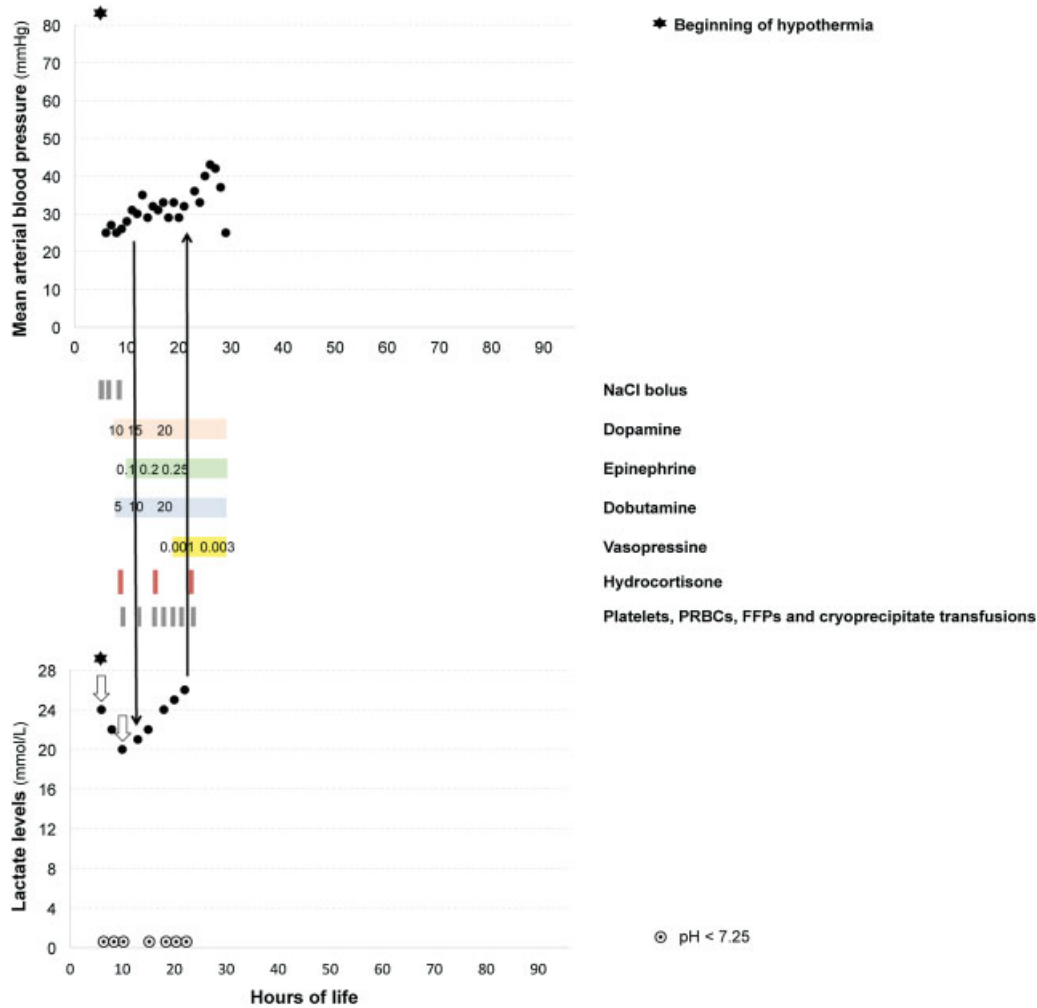 80
70
60
50
40
30
20
10
0
Mean arterial blood pressure (mmHg)
0 10 20 30 40 50 60 70 80 90
Beginning of hypothermia
NaCl bolus
10 15 20
Dopamine
0.1 0.2 0.25
Epinephrine
5 10 20
Dobutamine
0.001 0.003
Vasopressine
Hydrocortisone
Platelets, PRBCs, FFPs and cryoprecipitate transfusions
28
24
20
16
12
8
4
0
Lactate levels (mmol/L)
pH < 7.25
0 10 20 30 40 50 60 70 80 90
Hours of life